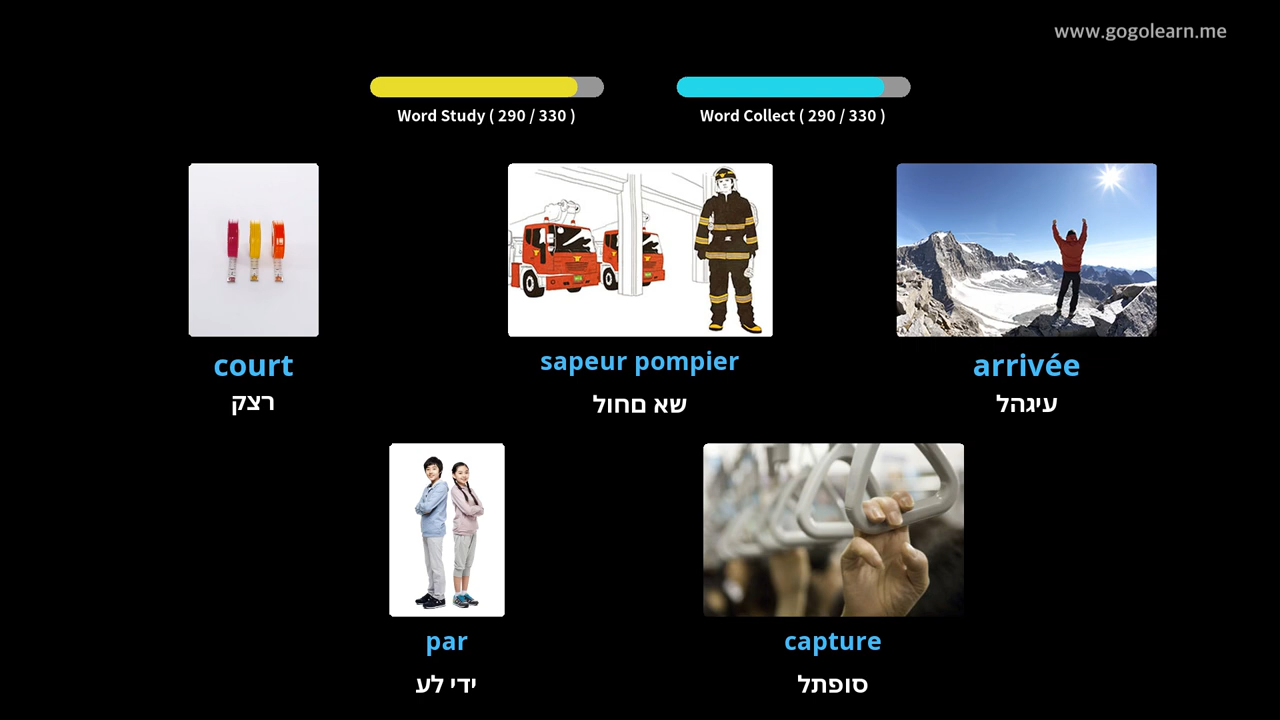 www.gogolearn.me
Word Study ( 290 / 330 )
Word Collect ( 290 / 330 )
court
רצק
sapeur pompier
שא םחול
arrivée
עיגהל
par
ידי לע
capture
סופתל